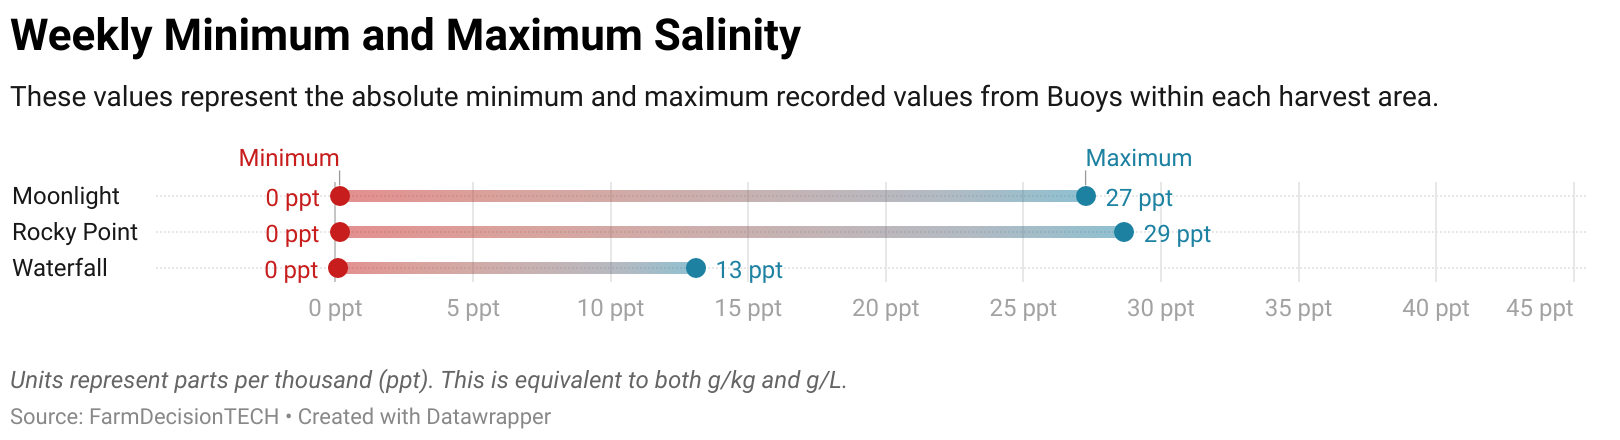 Weekly Minimum and Maximum Salinity
These values represent the absolute minimum and maximum recorded values from Buoys within each harvest area.
Minimum Maximum
Moonlight 0 ppt 27 ppt
Rocky Point 0 ppt 29 ppt
Waterfall 0 ppt 13 ppt
0 ppt 5 ppt 10 ppt 15 ppt 20 ppt 25 ppt 30 ppt 35 ppt 40 ppt 45 ppt
Units represent parts per thousand (ppt). This is equivalent to both g/kg and g/L.
Source: FarmDecisionTECH • Created with Datawrapper